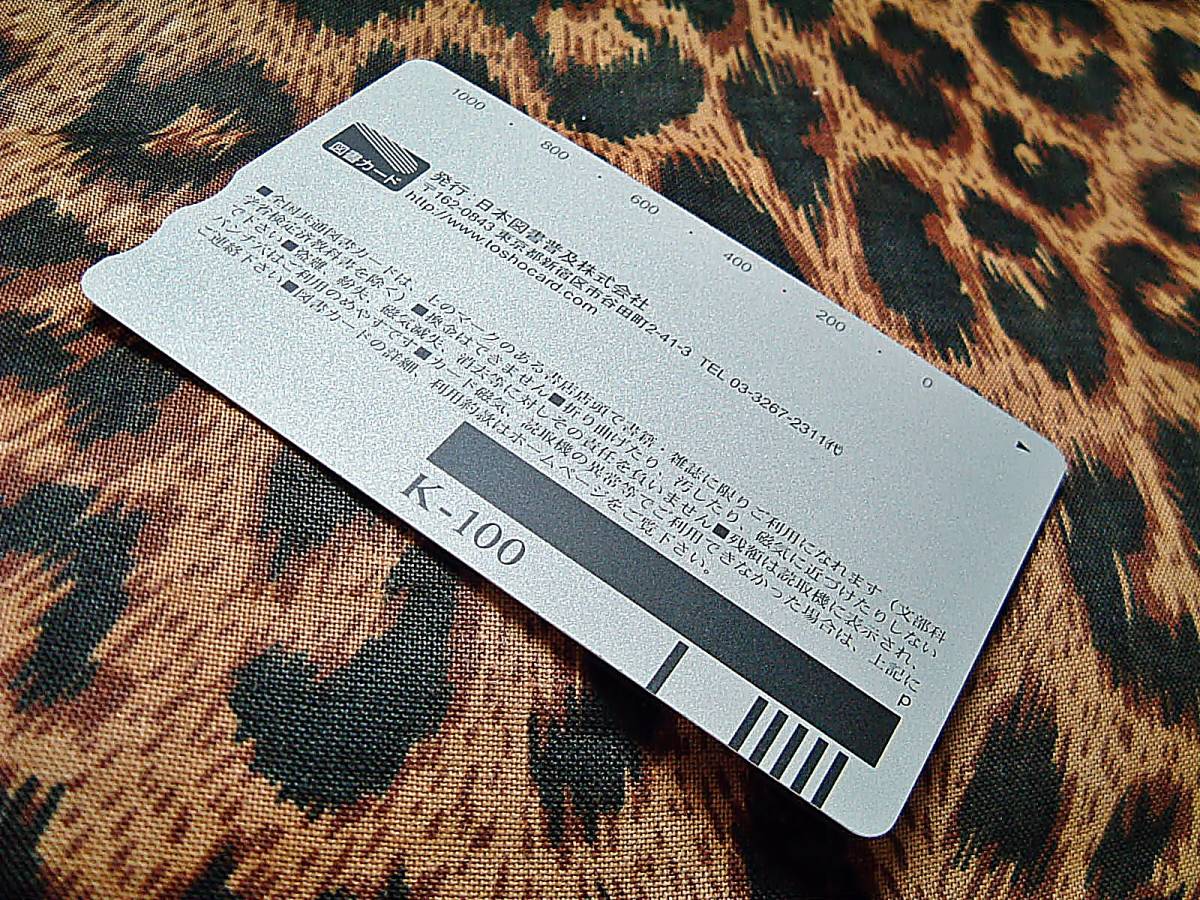 1000 800 600 400 200 0
図書カード
発行:日本図書普及株式会社
〒162-0843 東京都新宿区市谷田町2-41-3 TEL 03-3267-2311代
http://www.toshocard.com
■全国共通図書カードは、このマークのある書店店頭で書籍・雑誌に限りご利用になれます（文部科
学省検定済教科書を除く）■換金はできません■折り曲げたり、汚したり、磁気に近づけたりしない
で下さい■盗難、紛失、磁気減失、消失等に対しその責任を負いません■残額は読取機に表示され、
パンチ穴はご利用のめやすです■カード磁気、読取機の異常等でご利用できなかった場合は、上記に
ご連絡下さい■図書カードの詳細、利用約款はホームページをご覧下さい。
P
K-100